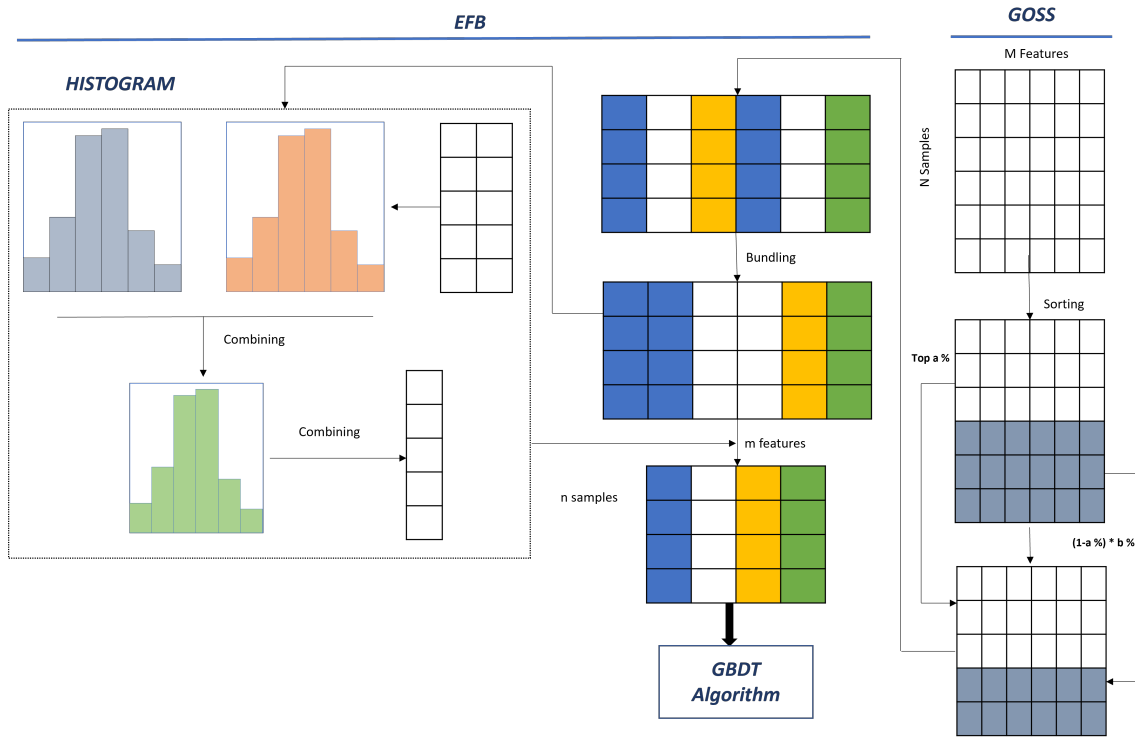 EFB
GOSS
M Features
HISTOGRAM
N Samples
Bundling
Sorting
Combining
Top a %
Combining
m features
n samples
(1-a %) * b %
GBDT
Algorithm